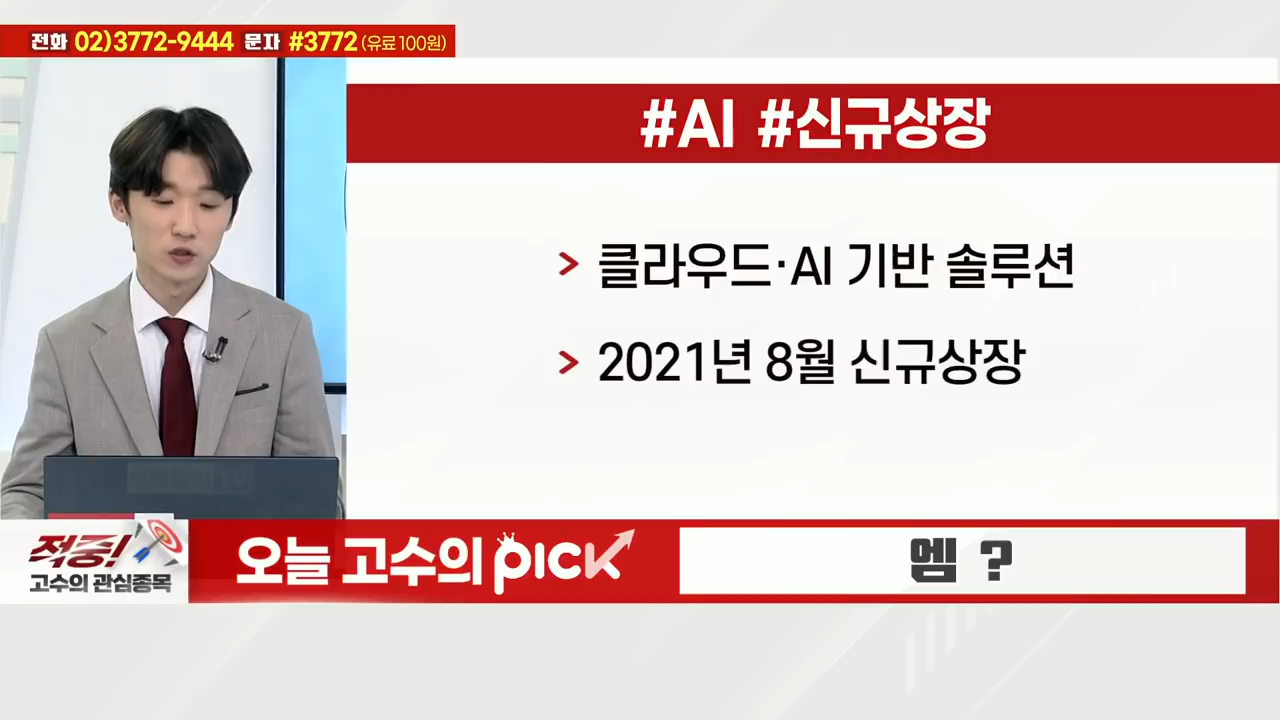 전화 02)3772-9444 문자 #3772 (유료 100원)
#AI #신규상장
> 클라우드·AI 기반 솔루션
> 2021년 8월 신규상장
적중!
고수의 관심종목
오늘 고수의 PICK
엠 ?